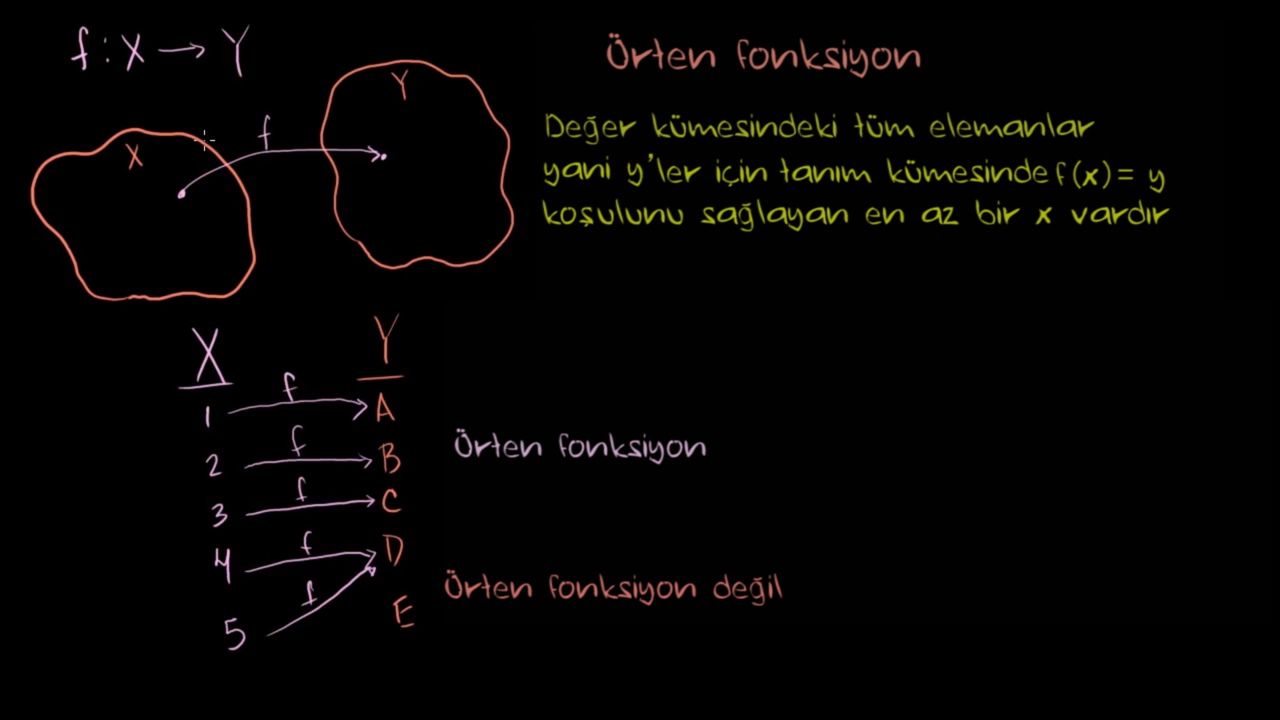 f : X → Y
Örten fonksiyon
Değer kümesindeki tüm elemanlar
yani y'ler için tanım kümesinde f(x) = y
koşulunu sağlayan en az bir x vardır
X
f
Y
X Y
1 f A
2 f B
3 f C
4 f D
5 f E
Örten fonksiyon
Örten fonksiyon değil